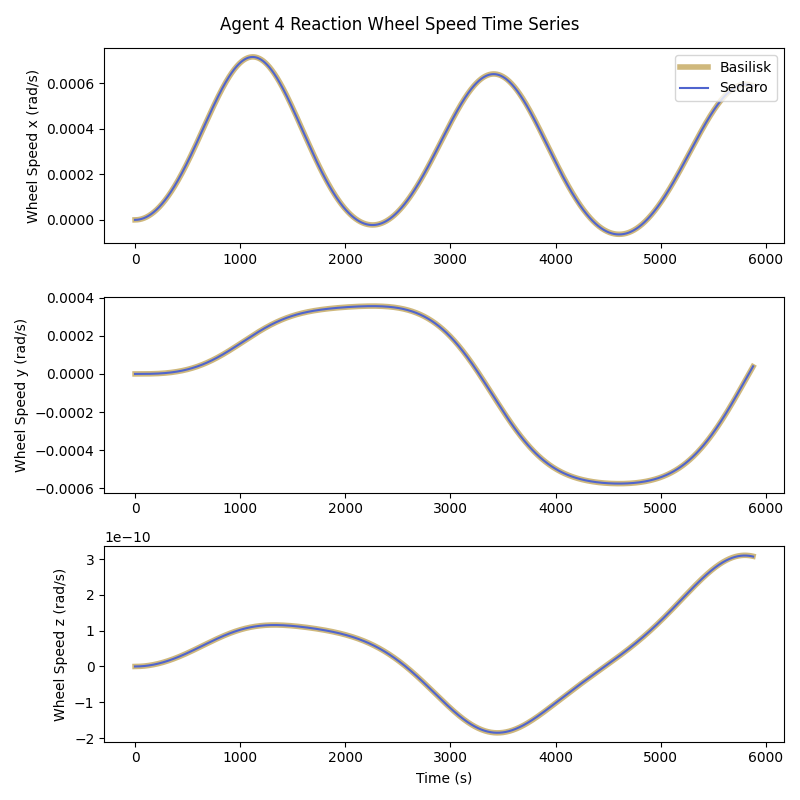 Agent 4 Reaction Wheel Speed Time Series
Wheel Speed x (rad/s)
0.0006
0.0004
0.0002
0.0000
Basilisk
Sedaro
0 1000 2000 3000 4000 5000 6000
Wheel Speed y (rad/s)
0.0004
0.0002
0.0000
−0.0002
−0.0004
−0.0006
0 1000 2000 3000 4000 5000 6000
1e−10
Wheel Speed z (rad/s)
3
2
1
0
−1
−2
0 1000 2000 3000 4000 5000 6000
Time (s)